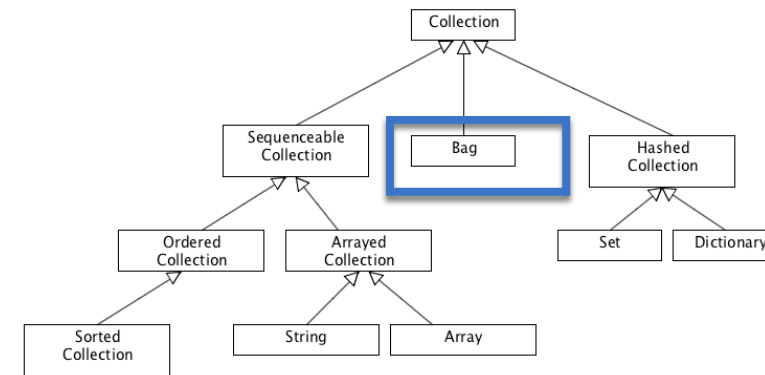 Collection
Sequenceable
Collection
Bag
Hashed
Collection
Ordered
Collection
Arrayed
Collection
Set
Dictionary
Sorted
Collection
String
Array